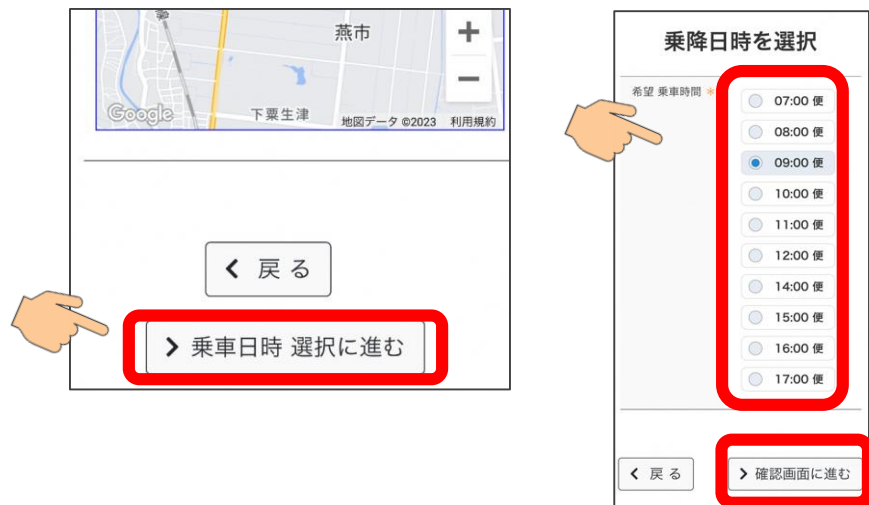 燕市
Google
下粟生津
地図データ ©2023 利用規約
戻る
乗車日時 選択に進む
乗降日時を選択
希望 乗車時間 *
07:00 便
08:00 便
09:00 便
10:00 便
11:00 便
12:00 便
14:00 便
15:00 便
16:00 便
17:00 便
戻る
確認画面に進む